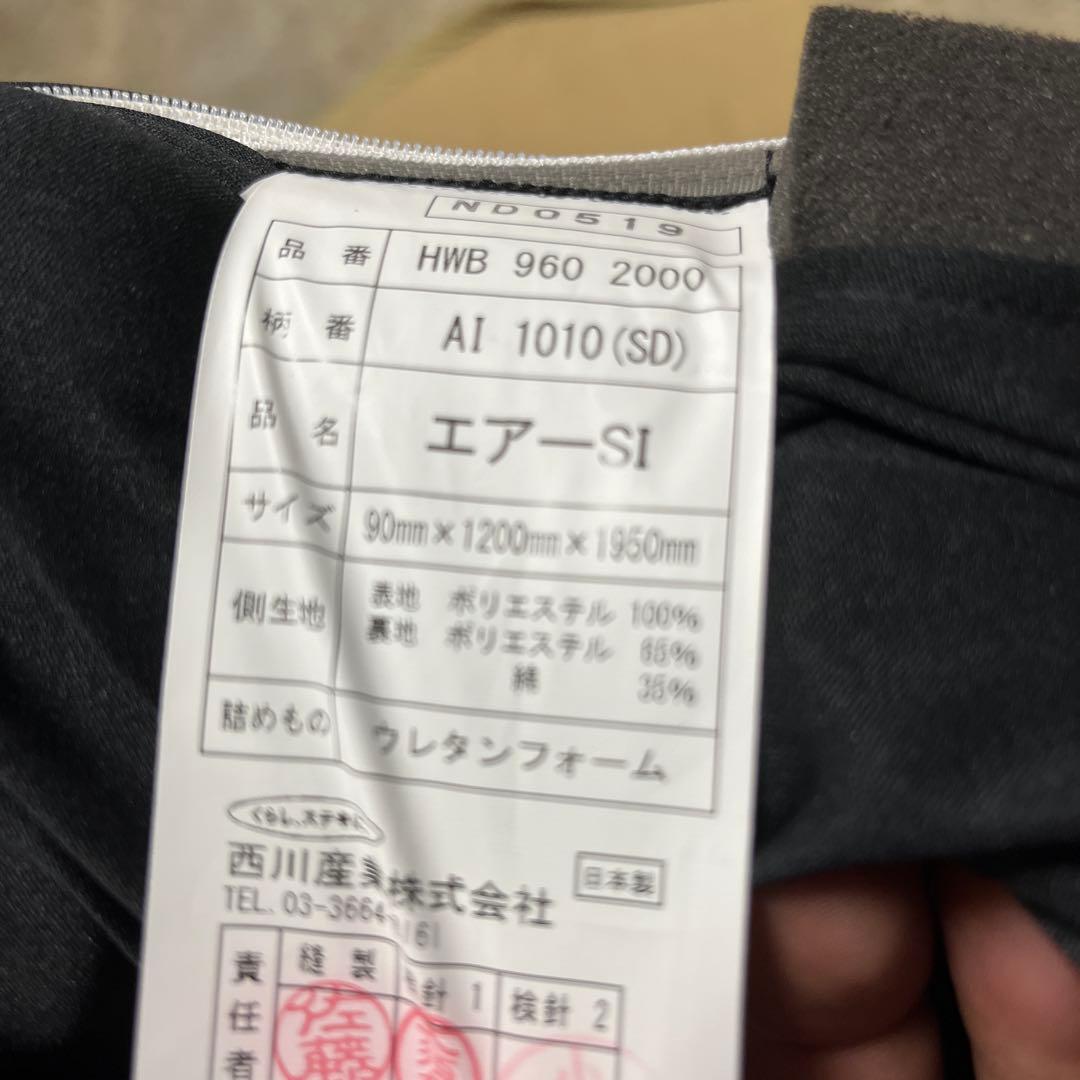 ND0519
品番 HWB 960 2000
柄番 AI 1010(SD)
品名 エアーSI
サイズ 90mm×1200mm×1950mm
側生地 表地 ポリエステル 100%
裏地 ポリエステル 65%
綿 35%
詰めもの ウレタンフォーム
くらし、ステキに
西川産業株式会社 日本製
TEL. 03-3664-
責任者 縫製 検針1 検針2
佐藤